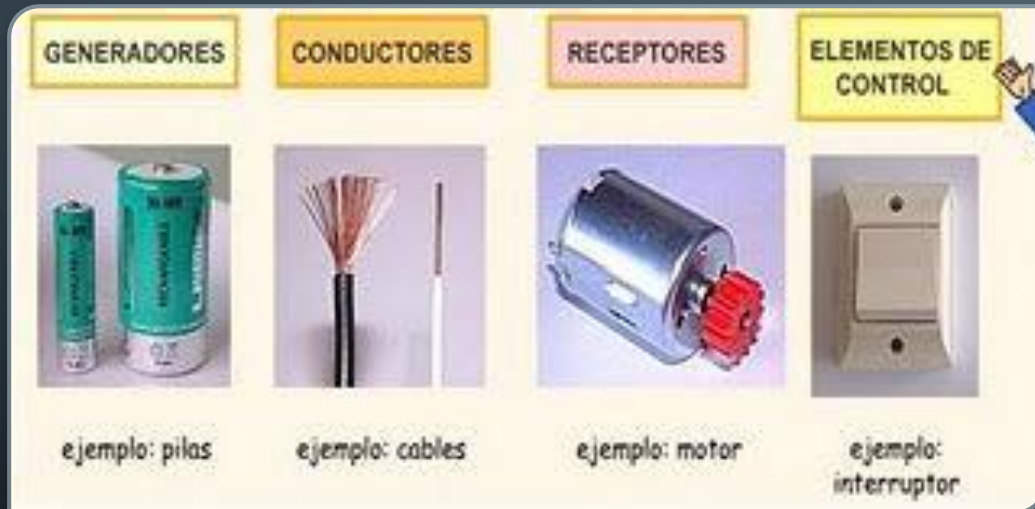 GENERADORES
CONDUCTORES
RECEPTORES
ELEMENTOS DE
CONTROL
ejemplo: pilas
ejemplo: cables
ejemplo: motor
ejemplo:
interruptor